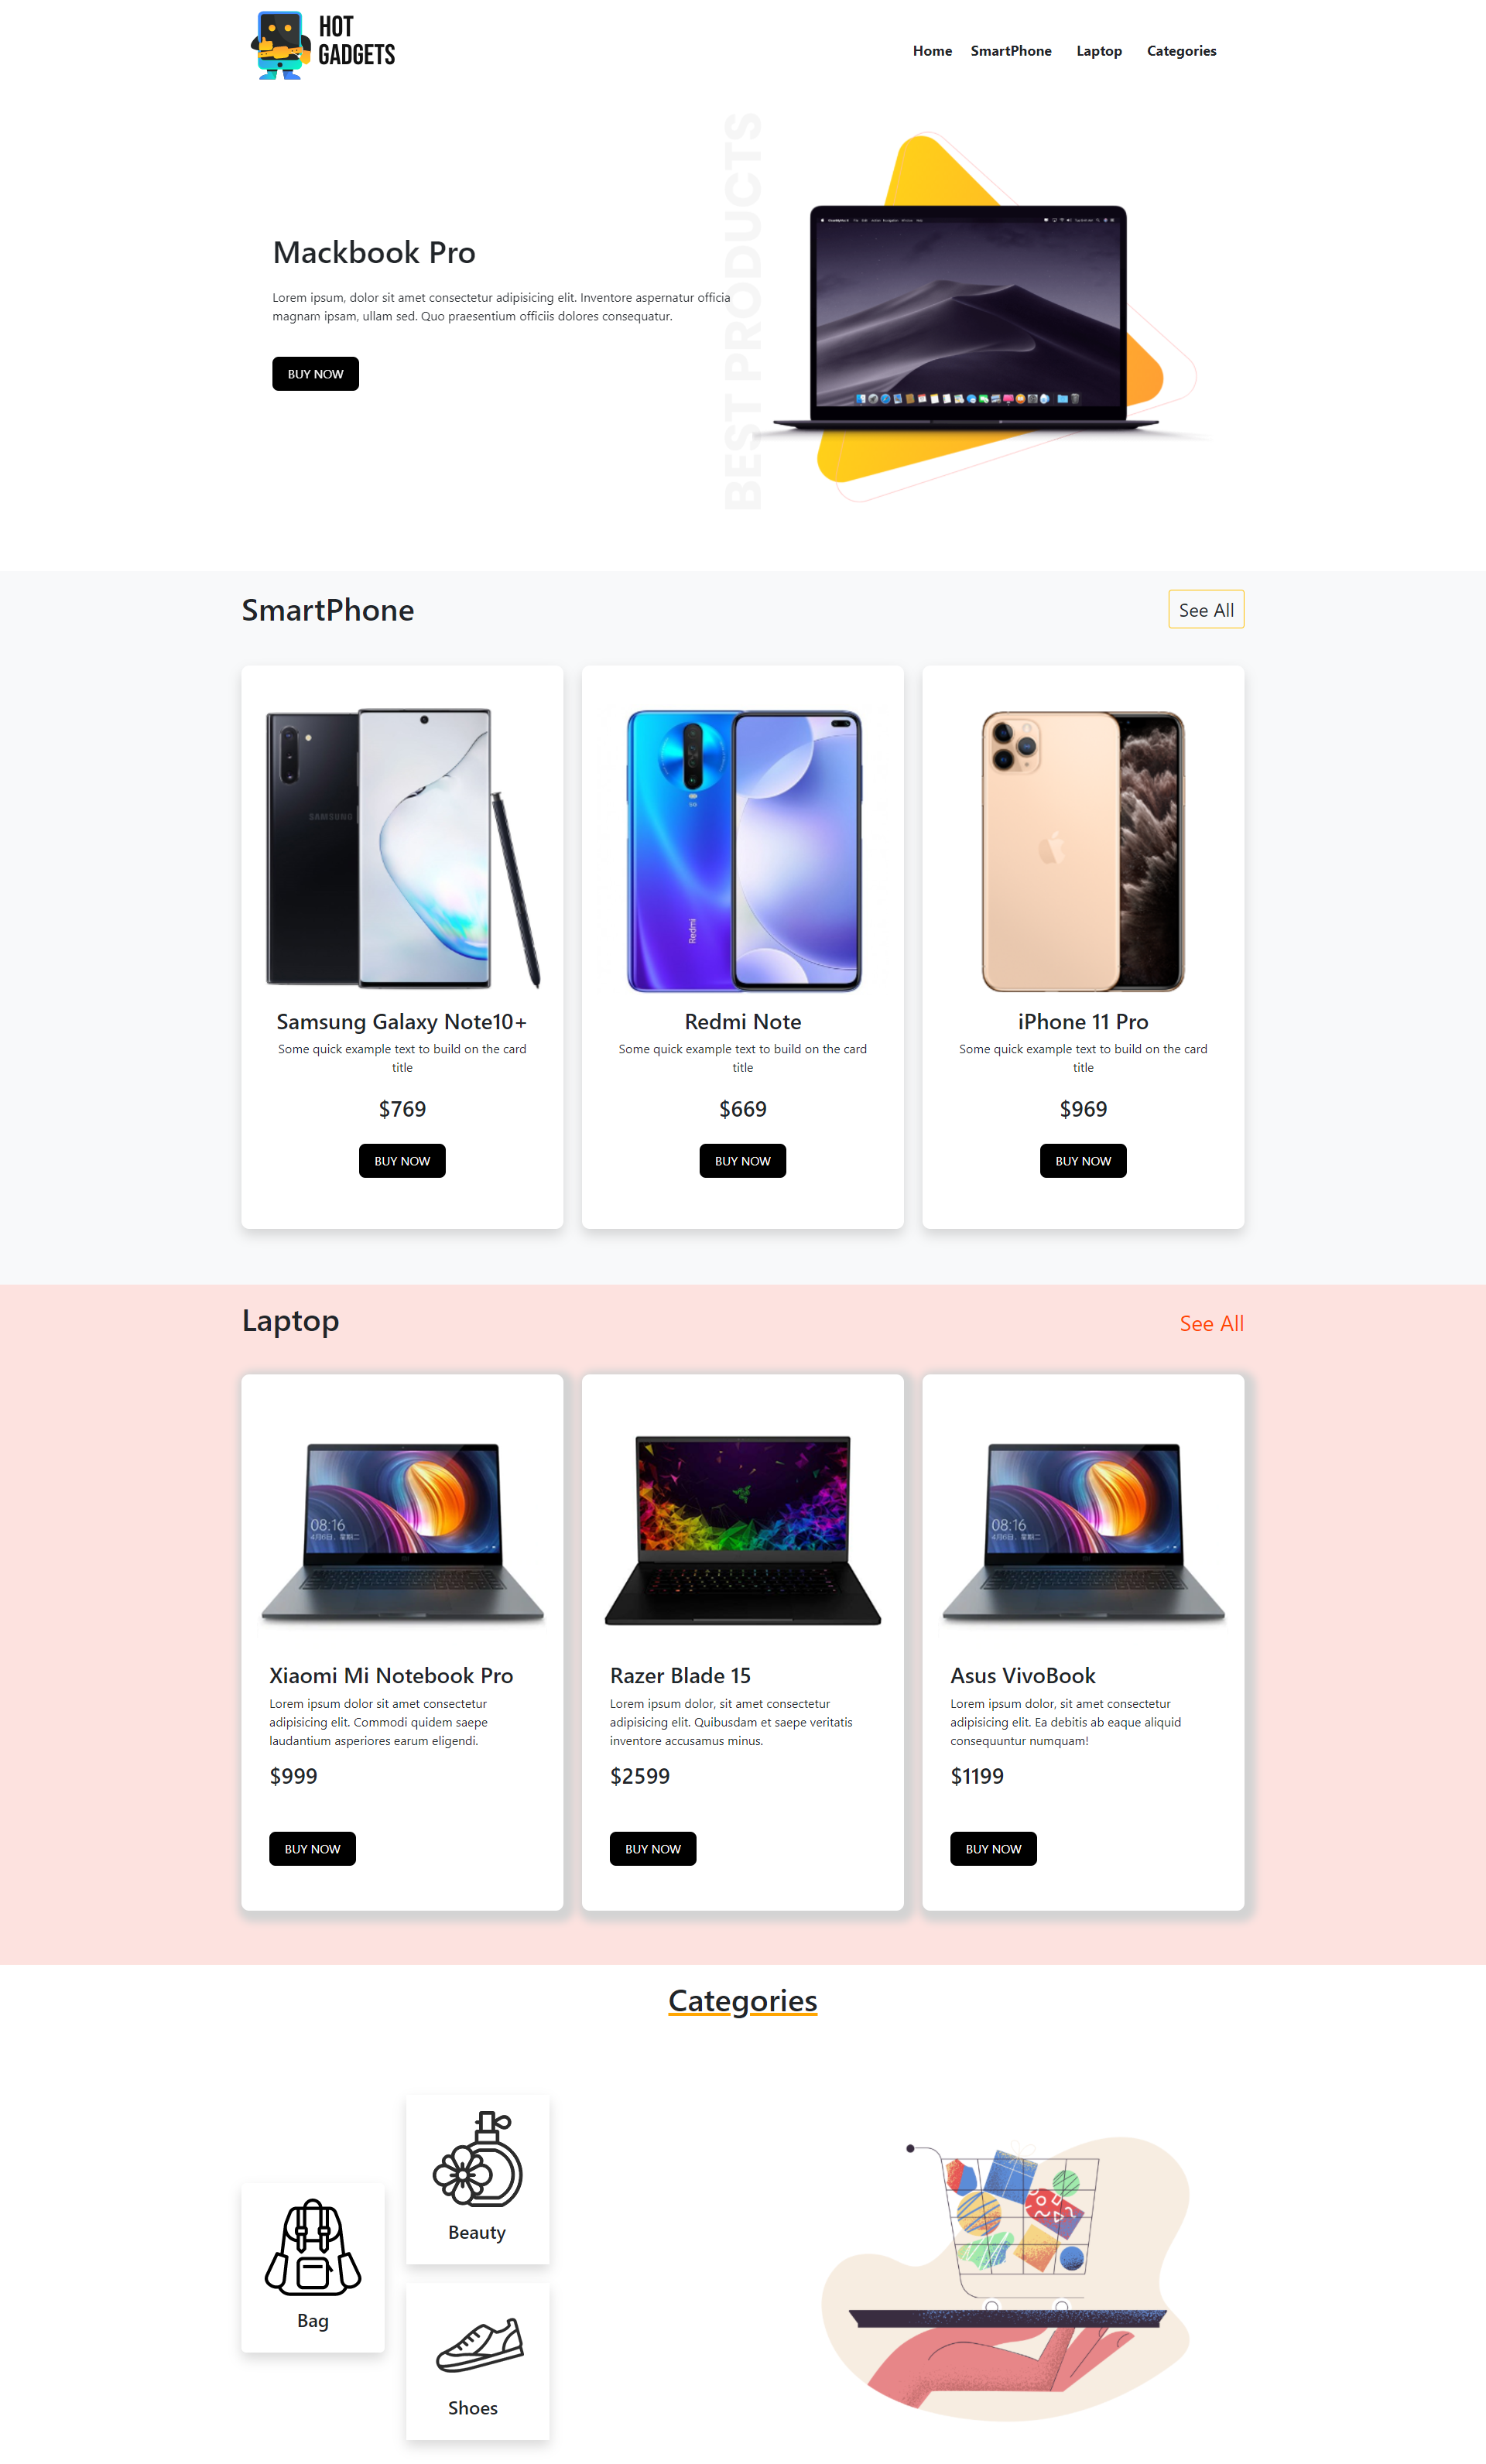 HOT
GADGETS
Home SmartPhone Laptop Categories
BEST PRODUCTS
Mackbook Pro
Lorem ipsum, dolor sit amet consectetur adipisicing elit. Inventore aspernatur officia
magnam ipsam, ullam sed. Quo praesentium officiis dolores consequatur.
BUY NOW
SmartPhone
See All
SAMSUNG
Redmi
Samsung Galaxy Note10+
Some quick example text to build on the card
title
$769
BUY NOW
Redmi Note
Some quick example text to build on the card
title
$669
BUY NOW
iPhone 11 Pro
Some quick example text to build on the card
title
$969
BUY NOW
Laptop
See All
08:16
Xiaomi Mi Notebook Pro
Lorem ipsum dolor sit amet consectetur
adipisicing elit. Commodi quidem saepe
laudantium asperiores earum eligendi.
$999
BUY NOW
Razer Blade 15
Lorem ipsum dolor, sit amet consectetur
adipisicing elit. Quibusdam et saepe veritatis
inventore accusamus minus.
$2599
BUY NOW
08:16
Asus VivoBook
Lorem ipsum dolor, sit amet consectetur
adipisicing elit. Ea debitis ab eaque aliquid
consequuntur numquam!
$1199
BUY NOW
Categories
Beauty
Bag
Shoes